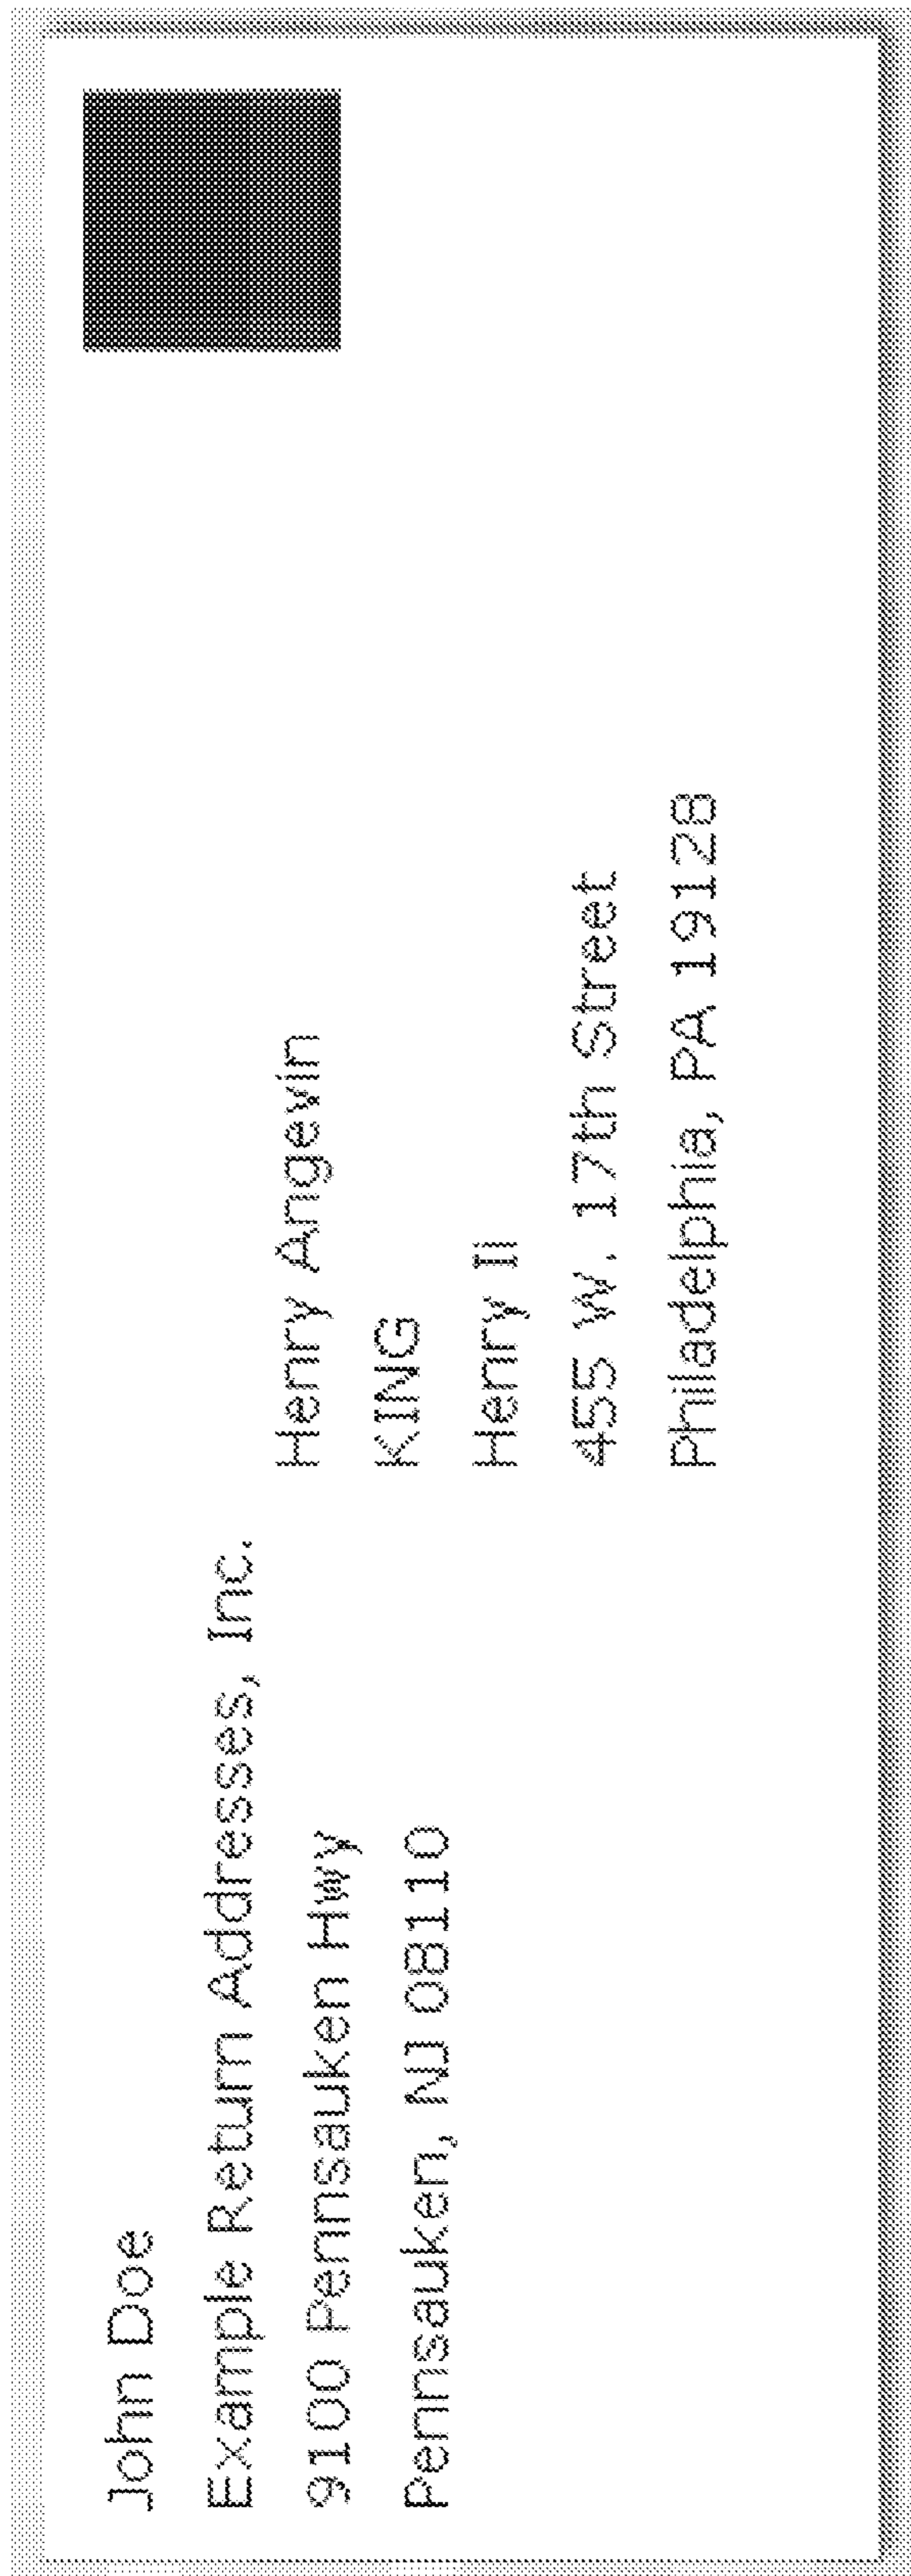 John Doe
Example Return Addresses, Inc.
9100 Pennsauken Hwy
Pennsauken, NJ 08110
Henry Angevin
KING
Henry II
455 W. 17th Street
Philadelphia, PA 19128